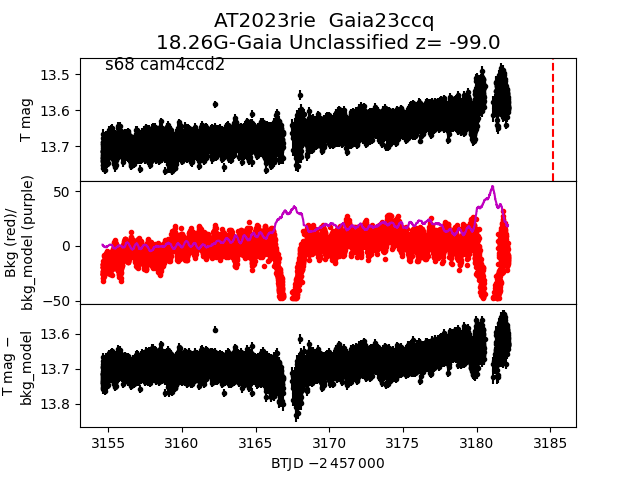 AT2023rie  Gaia23ccq
18.26G-Gaia Unclassified z= -99.0
s68 cam4ccd2
T mag
13.5
13.6
13.7
Bkg (red)/
bkg_model (purple)
50
0
−50
T mag −
bkg_model
13.6
13.7
13.8
3155 3160 3165 3170 3175 3180 3185
BTJD −2 457 000